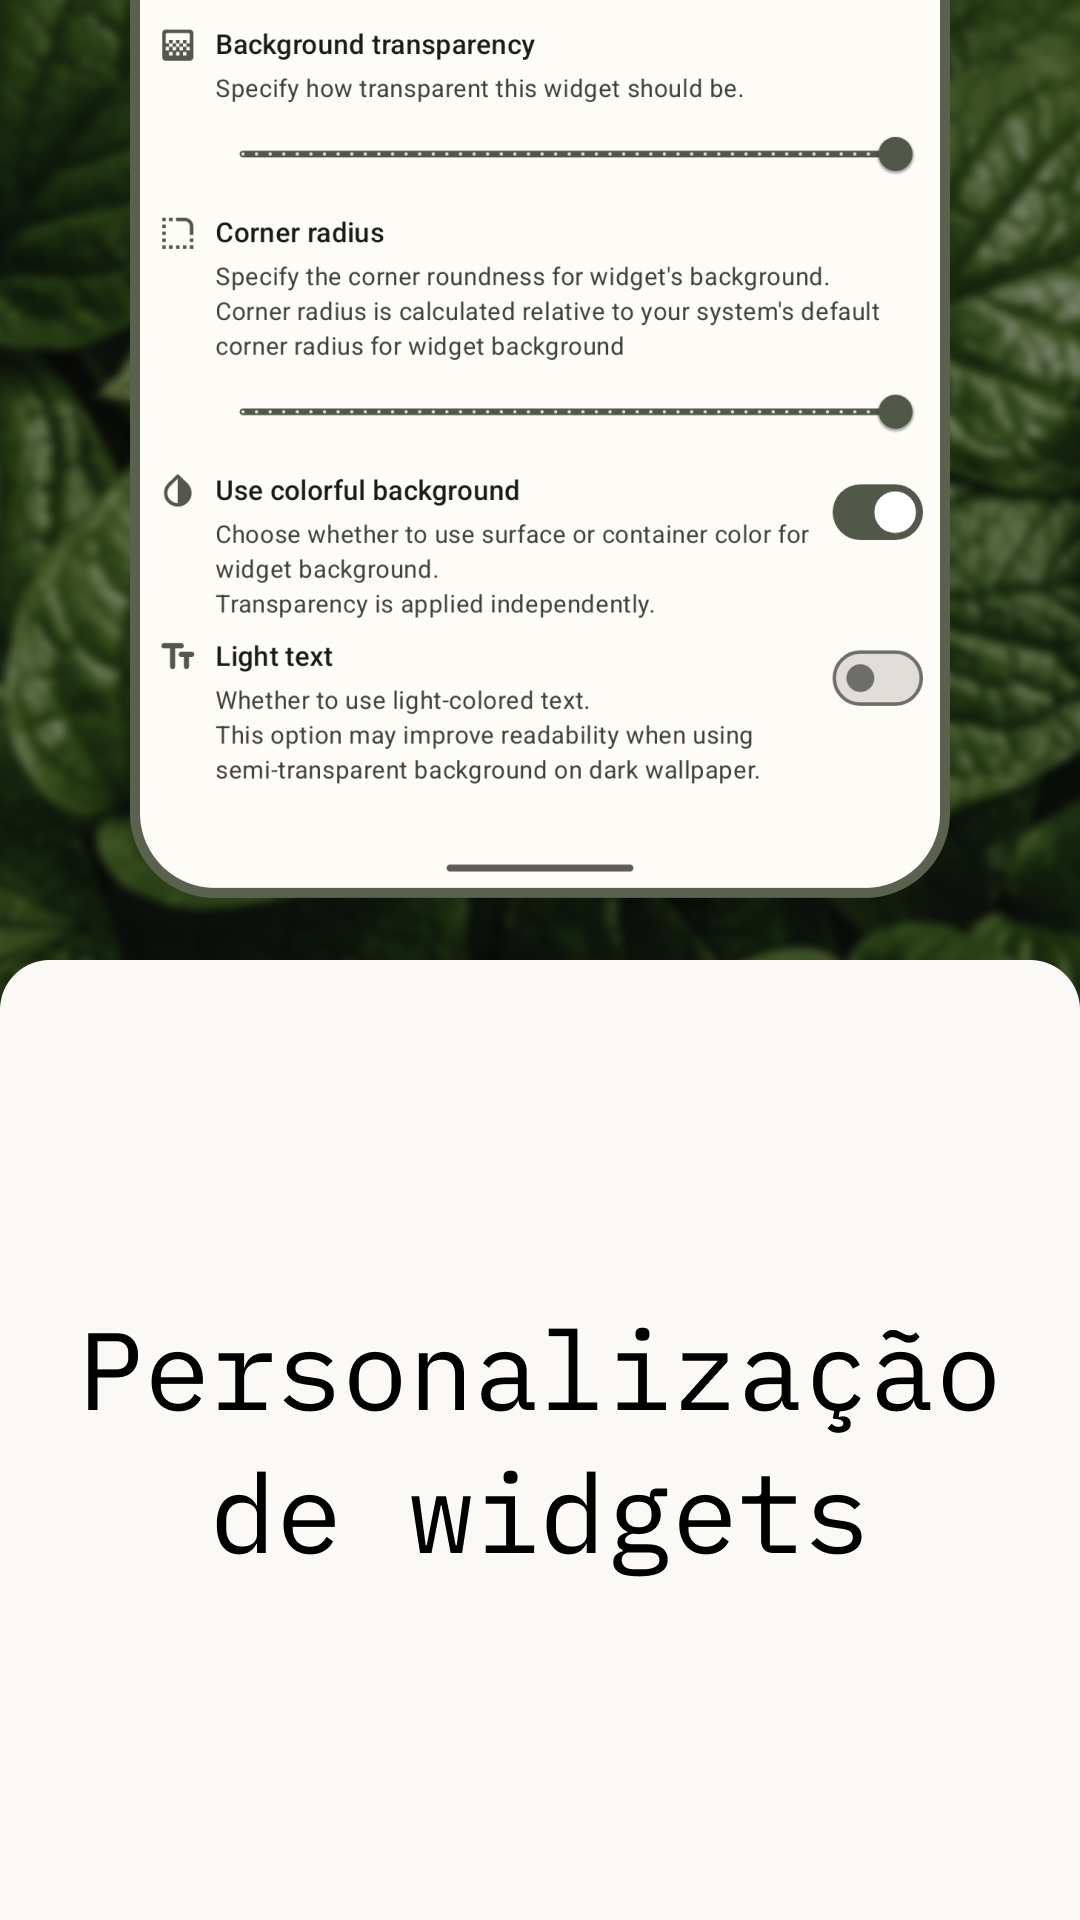 Background transparency
Specify how transparent this widget should be.
Corner radius
Specify the corner roundness for widget's background.
Corner radius is calculated relative to your system's default
corner radius for widget background
Use colorful background
Choose whether to use surface or container color for
widget background.
Transparency is applied independently.
Light text
Whether to use light-colored text.
This option may improve readability when using
semi-transparent background on dark wallpaper.
Personalização
de widgets